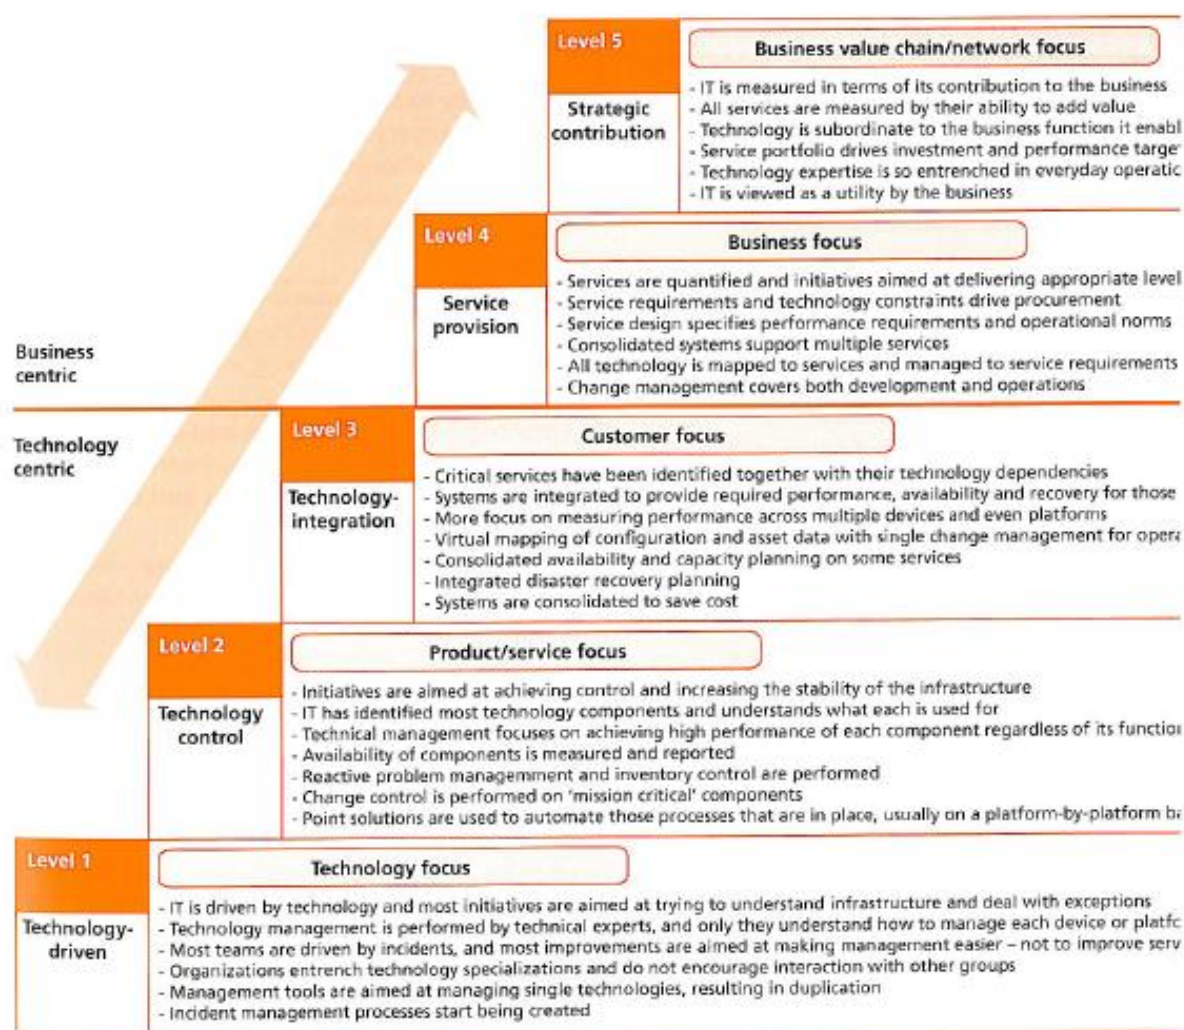 Level 5
Business value chain/network focus
Strategic
contribution
- IT is measured in terms of its contribution to the business
- All services are measured by their ability to add value
- Technology is subordinate to the business function it enabl
- Service portfolio drives investment and performance targe
- Technology expertise is so entrenched in everyday operatic
- IT is viewed as a utility by the business
Level 4
Business focus
Service
provision
- Services are quantified and initiatives aimed at delivering appropriate level
- Service requirements and technology constraints drive procurement
- Service design specifies performance requirements and operational norms
- Consolidated systems support multiple services
- All technology is mapped to services and managed to service requirements
- Change management covers both development and operations
Business
centric
Technology
centric
Level 3
Customer focus
Technology-
integration
- Critical services have been identified together with their technology dependencies
- Systems are integrated to provide required performance, availability and recovery for those
- More focus on measuring performance across multiple devices and even platforms
- Virtual mapping of configuration and asset data with single change management for opera
- Consolidated availability and capacity planning on some services
- Integrated disaster recovery planning
- Systems are consolidated to save cost
Level 2
Product/service focus
Technology
control
- Initiatives are aimed at achieving control and increasing the stability of the infrastructure
- IT has identified most technology components and understands what each is used for
- Technical management focuses on achieving high performance of each component regardless of its function
- Availability of components is measured and reported
- Reactive problem managemment and inventory control are performed
- Change control is performed on 'mission critical' components
- Point solutions are used to automate those processes that are in place, usually on a platform-by-platform ba
Level 1
Technology focus
Technology-
driven
- IT is driven by technology and most initiatives are aimed at trying to understand infrastructure and deal with exceptions
- Technology management is performed by technical experts, and only they understand how to manage each device or platfo
- Most teams are driven by incidents, and most improvements are aimed at making management easier – not to improve serv
- Organizations entrench technology specializations and do not encourage interaction with other groups
- Management tools are aimed at managing single technologies, resulting in duplication
- Incident management processes start being created